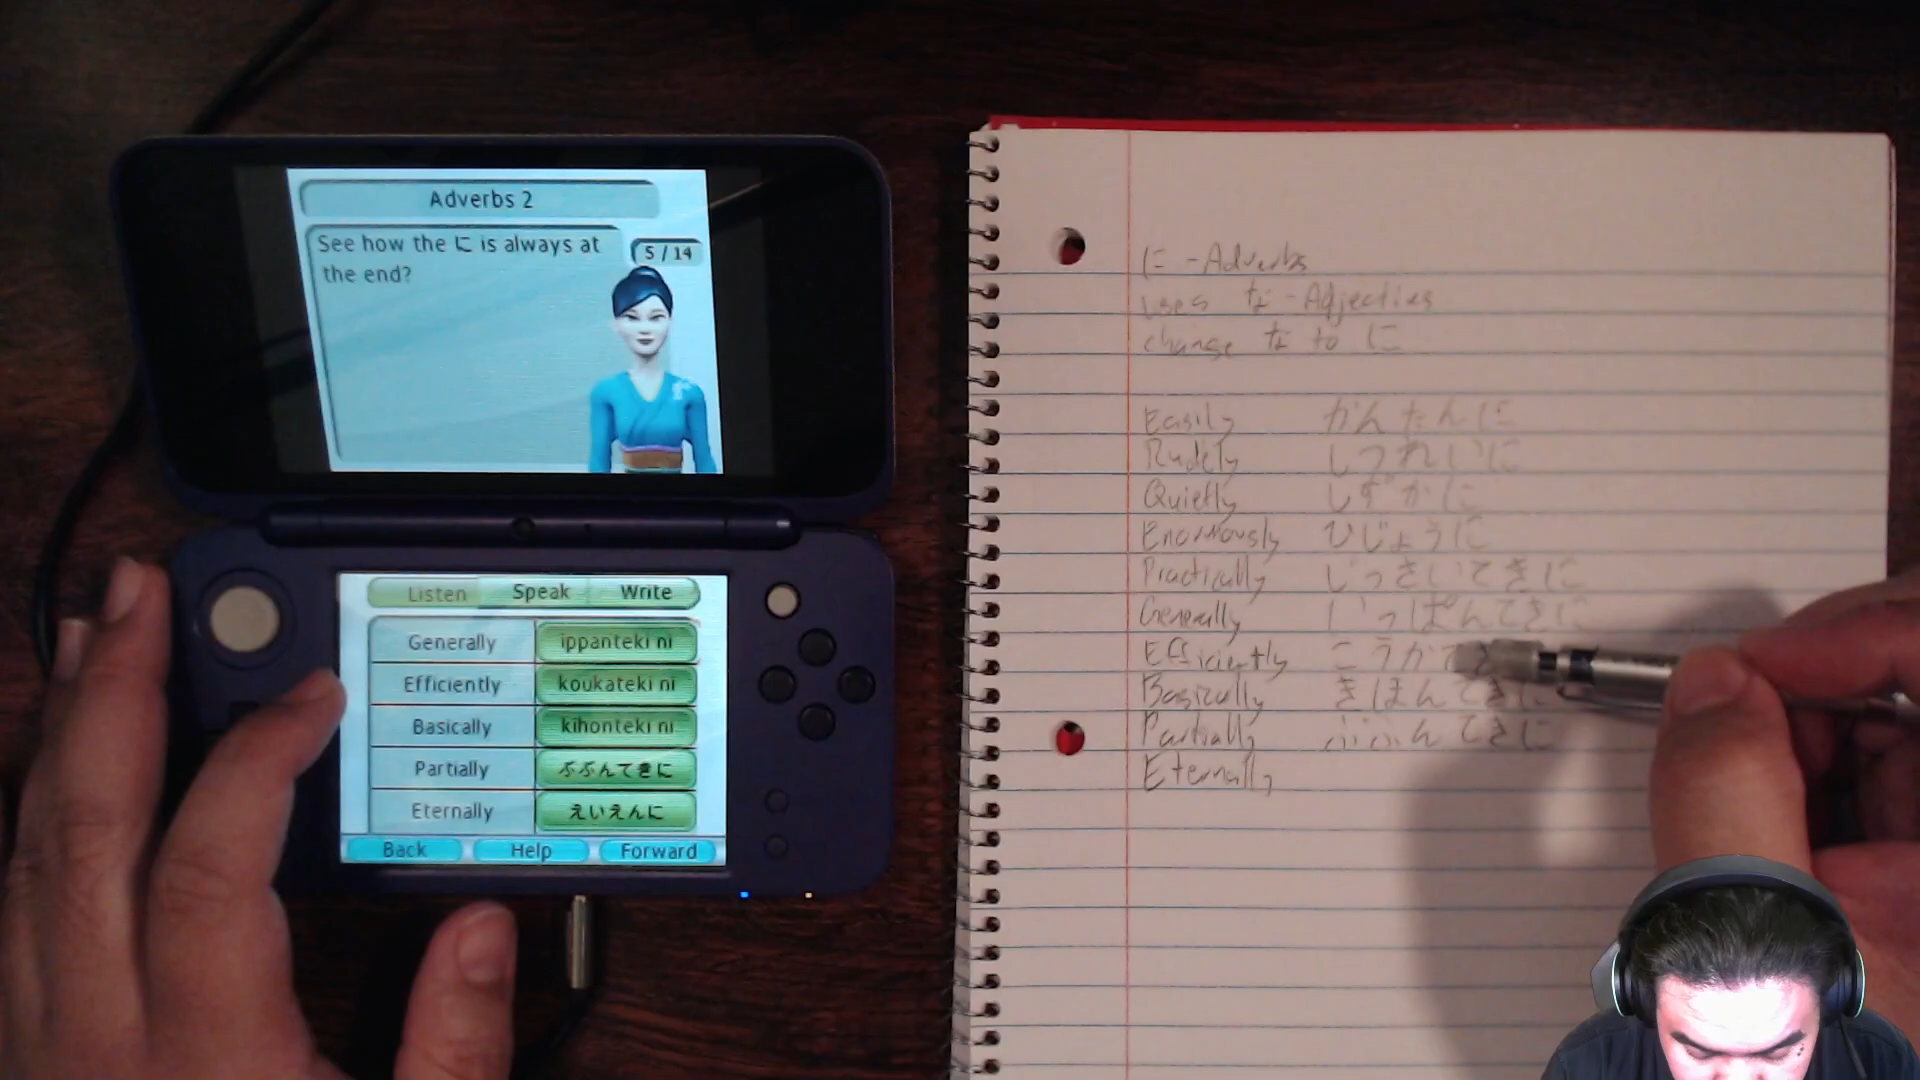 Adverbs 2
See how the に is always at
the end?
5 / 14
Listen Speak Write
Generally ippanteki ni
Efficiently koukateki ni
Basically kihonteki ni
Partially ぶぶんてきに
Eternally えいえんに
Back Help Forward
に - Adverbs
uses な - Adjectives
change な to に
Easily かんたんに
Rudely しつれいに
Quietly しずかに
Enormously ひじょうに
Practically じっさいてきに
Generally いっぱんてきに
Efficiently こうかてき
Basically きほんてきに
Partially ぶぶんてきに
Eternally